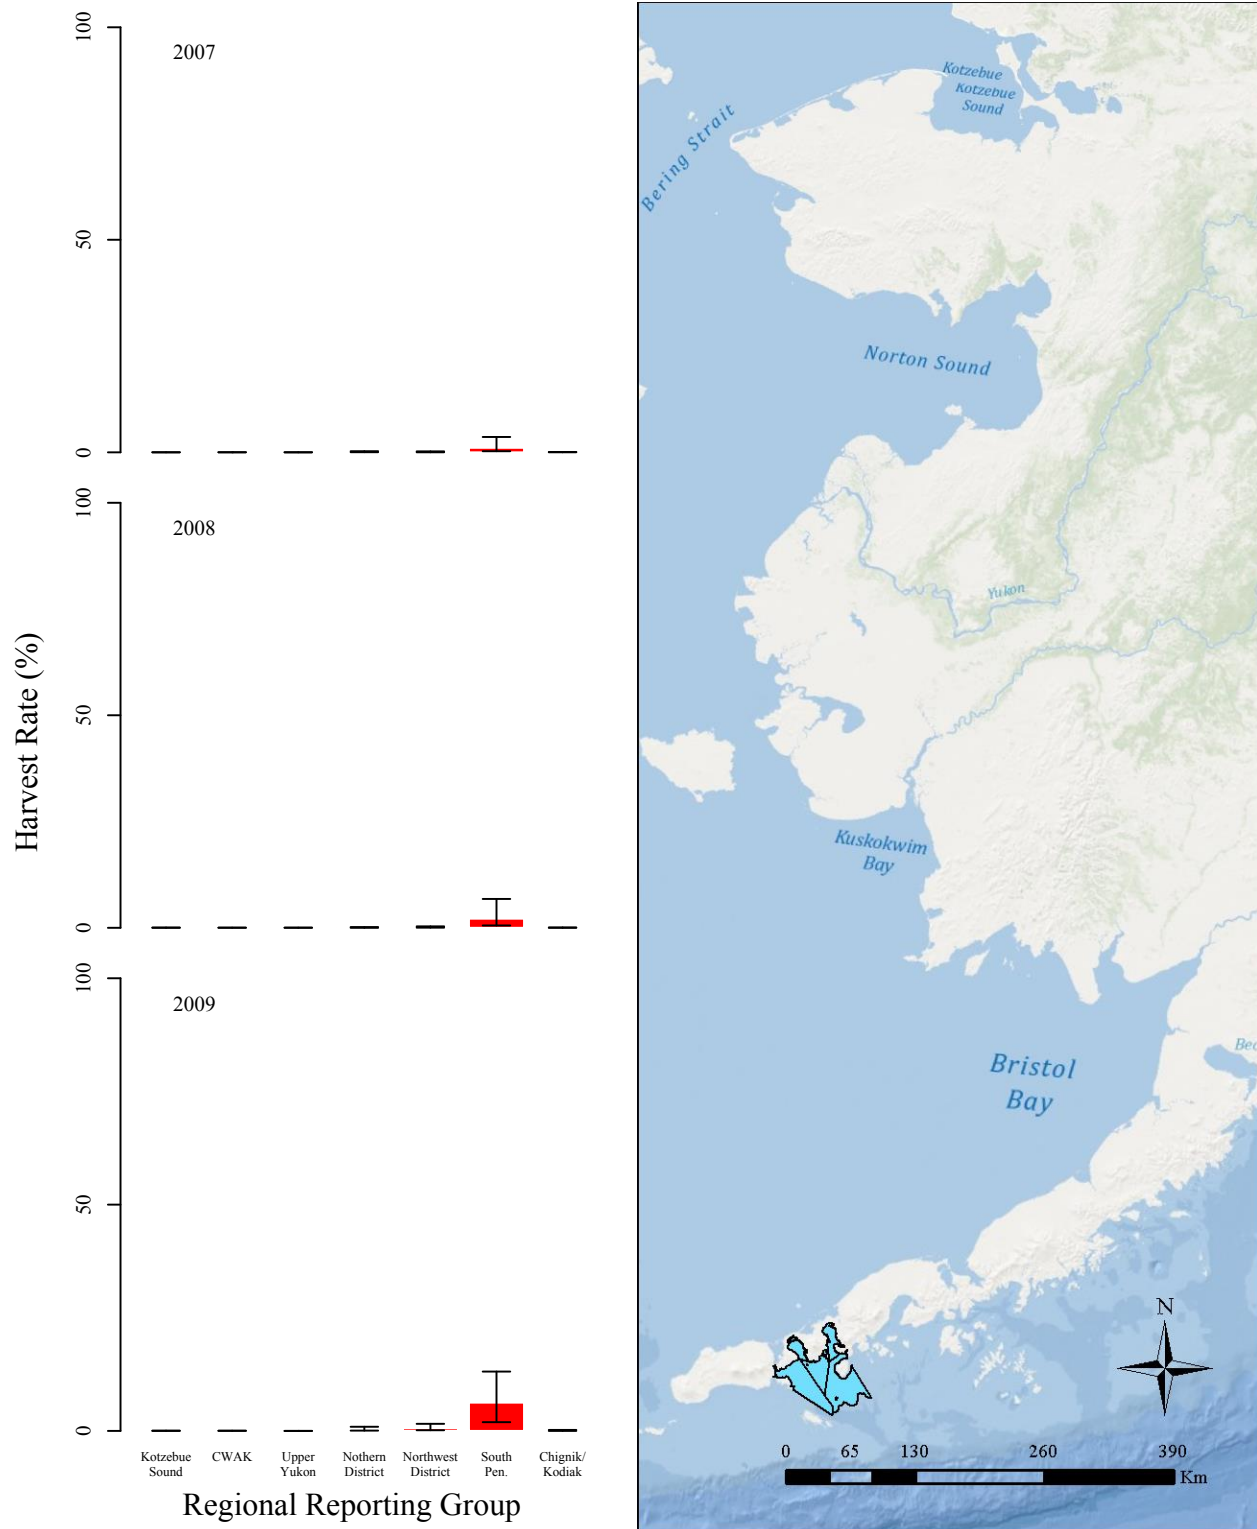 100
2007
50
0
100
2008
50
0
100
2009
50
0
Harvest Rate (%)
Kotzebue
Sound
CWAK
Upper
Yukon
Nothern
District
Northwest
District
South
Pen.
Chignik/
Kodiak
Regional Reporting Group
Kotzebue
Kotzebue
Sound
Bering Strait
Norton Sound
Yukon
Kuskokwim
Bay
Bristol
Bay
Bec
N
0 65 130 260 390
Km